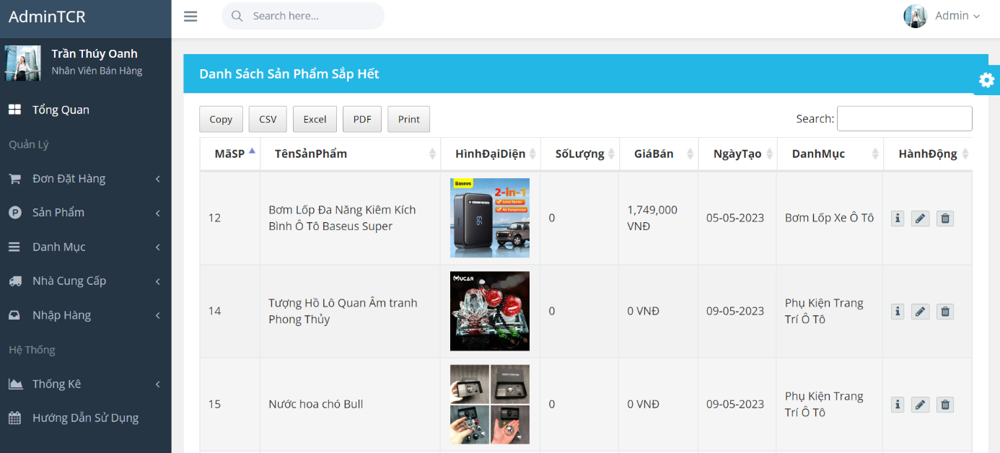 AdminTCR
Search here...
Admin
Trần Thúy Oanh
Nhân Viên Bán Hàng
Tổng Quan
Quản Lý
Đơn Đặt Hàng
Sản Phẩm
Danh Mục
Nhà Cung Cấp
Nhập Hàng
Hệ Thống
Thống Kê
Hướng Dẫn Sử Dụng
Danh Sách Sản Phẩm Sắp Hết
Copy CSV Excel PDF Print Search:
MãSP TênSảnPhẩm HìnhĐạiDiện SốLượng GiáBán NgàyTạo DanhMục HànhĐộng
Baseus
2-in-1
Jump Starter
Air Compressor
12 Bơm Lốp Đa Năng Kiêm Kích 0 1,749,000 05-05-2023 Bơm Lốp Xe Ô Tô
Bình Ô Tô Baseus Super VNĐ
MUCAR
14 Tượng Hồ Lô Quan Âm tranh 0 0 VNĐ 09-05-2023 Phụ Kiện Trang
Phong Thủy Trí Ô Tô
15 Nước hoa chó Bull 0 0 VNĐ 09-05-2023 Phụ Kiện Trang
Trí Ô Tô